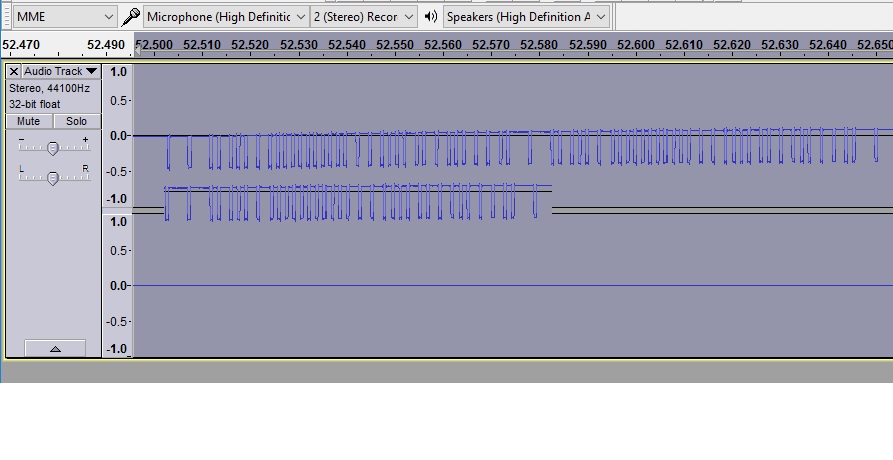 MME Microphone (High Definitic 2 (Stereo) Recor Speakers (High Definition A
52.470 52.490 52.500 52.510 52.520 52.530 52.540 52.550 52.560 52.570 52.580 52.590 52.600 52.610 52.620 52.630 52.640 52.650
X Audio Track 1.0
Stereo, 44100Hz
32-bit float 0.5-
Mute Solo
- + 0.0-
L R -0.5-
-1.0
1.0
0.5-
0.0-
-0.5-
-1.0